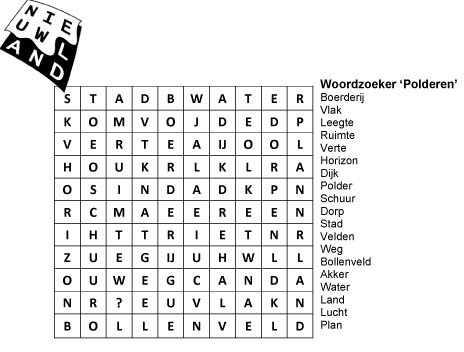 NIE
UWL
AND
Woordzoeker ‘Polderen’
S T A D B W A T E R
K O M V O J D E D P
V E R T E A IJ O O L
H O U K R L K L R A
O S I N D A D K P N
R C M A E E R E E N
I H T T R I E T N R
Z U E G IJ U H W L L
O U W E G C A N D A
N R ? E U V L A K N
B O L L E N V E L D
Boerderij
Vlak
Leegte
Ruimte
Verte
Horizon
Dijk
Polder
Schuur
Dorp
Stad
Velden
Weg
Bollenveld
Akker
Water
Land
Lucht
Plan